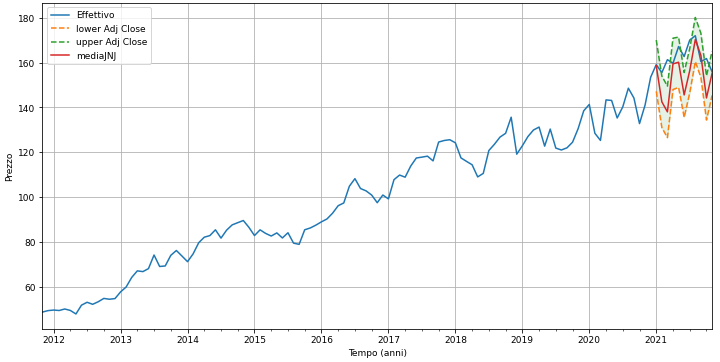 Effettivo
lower Adj Close
upper Adj Close
mediaJNJ
180
160
140
120
100
80
60
Prezzo
2012 2013 2014 2015 2016 2017 2018 2019 2020 2021
Tempo (anni)